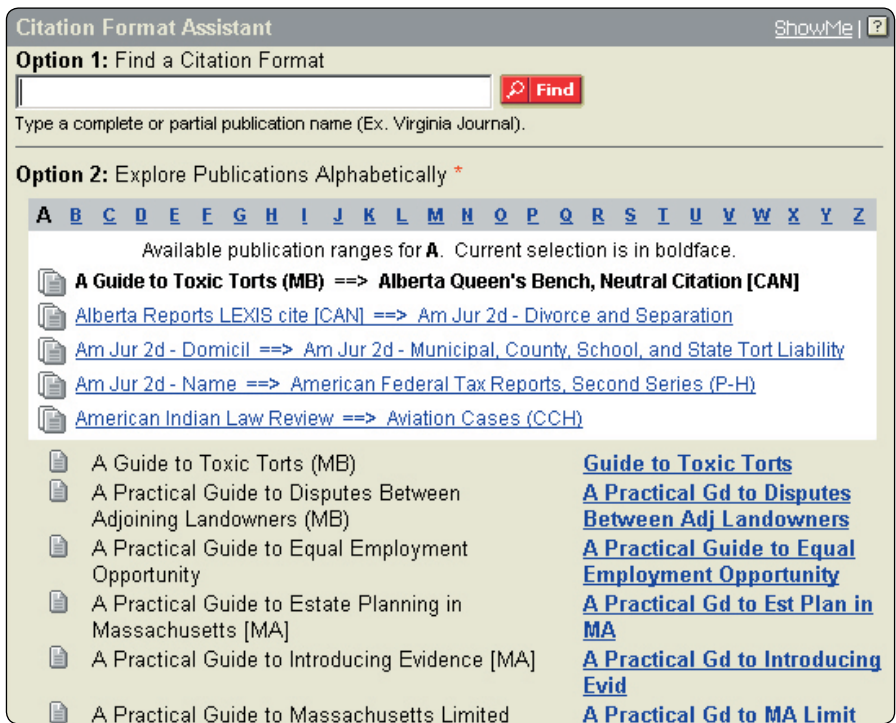 Citation Format Assistant ShowMe | ?
Option 1: Find a Citation Format
Find
Type a complete or partial publication name (Ex. Virginia Journal).
Option 2: Explore Publications Alphabetically *
A B C D E F G H I J K L M N O P Q R S T U V W X Y Z
Available publication ranges for A. Current selection is in boldface.
A Guide to Toxic Torts (MB) ==> Alberta Queen's Bench, Neutral Citation [CAN]
Alberta Reports LEXIS cite [CAN] ==> Am Jur 2d - Divorce and Separation
Am Jur 2d - Domicil ==> Am Jur 2d - Municipal, County, School, and State Tort Liability
Am Jur 2d - Name ==> American Federal Tax Reports, Second Series (P-H)
American Indian Law Review ==> Aviation Cases (CCH)
A Guide to Toxic Torts (MB) Guide to Toxic Torts
A Practical Guide to Disputes Between A Practical Gd to Disputes
Adjoining Landowners (MB) Between Adj Landowners
A Practical Guide to Equal Employment A Practical Guide to Equal
Opportunity Employment Opportunity
A Practical Guide to Estate Planning in A Practical Gd to Est Plan in
Massachusetts [MA] MA
A Practical Guide to Introducing Evidence [MA] A Practical Gd to Introducing
Evid
A Practical Guide to Massachusetts Limited A Practical Gd to MA Limit